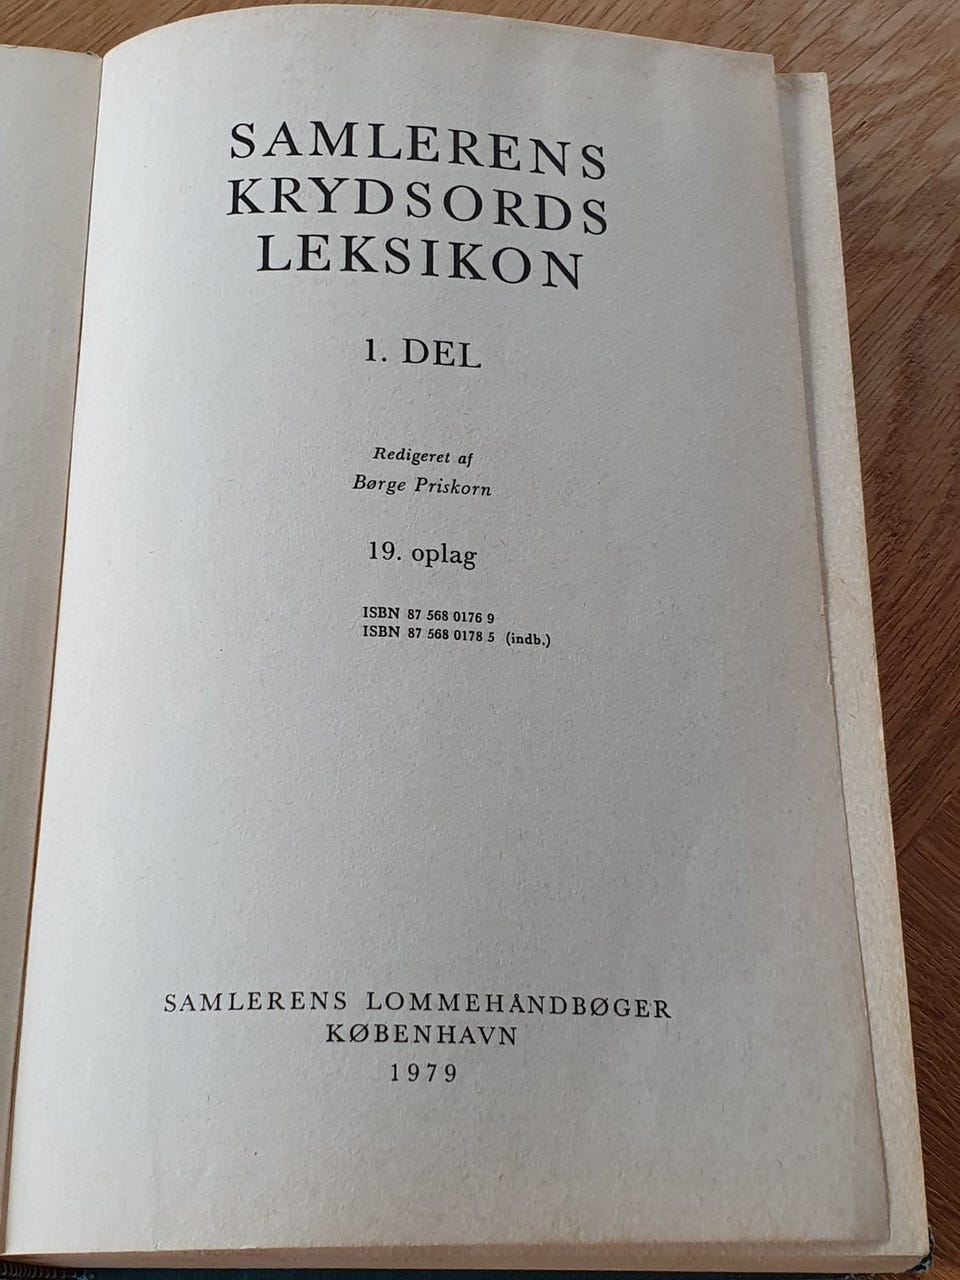 SAMLERENS
KRYDSORDS
LEKSIKON
1. DEL
Redigeret af
Børge Priskorn
19. oplag
ISBN 87 568 0176 9
ISBN 87 568 0178 5 (indb.)
SAMLERENS LOMMEHÅNDBØGER
KØBENHAVN
1979